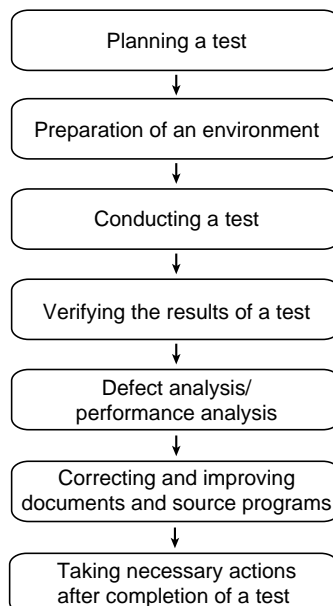 Planning a test
Preparation of an environment
Conducting a test
Verifying the results of a test
Defect analysis/
performance analysis
Correcting and improving
documents and source programs
Taking necessary actions
after completion of a test